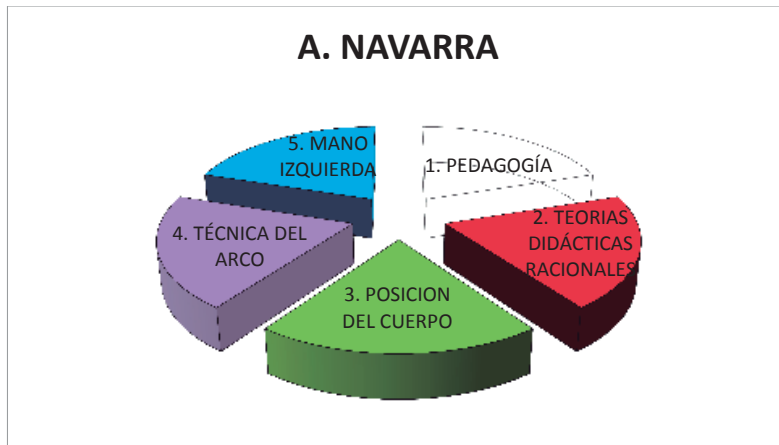 A. NAVARRA
5. MANO
IZQUIERDA
1. PEDAGOGÍA
2. TEORIAS
DIDÁCTICAS
RACIONALES
4. TÉCNICA DEL
ARCO
3. POSICION
DEL CUERPO